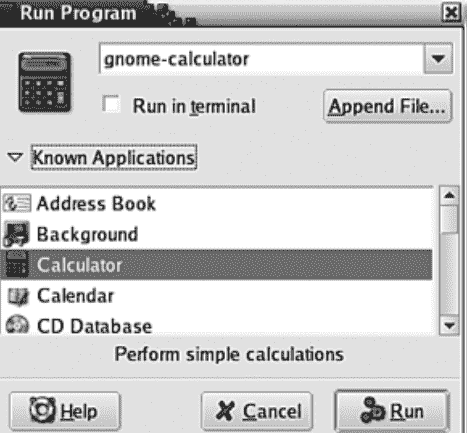 Run Program
gnome-calculator
Run in terminal
Append File...
Known Applications
Address Book
Background
Calculator
Calendar
CD Database
Perform simple calculations
Help
Cancel
Run